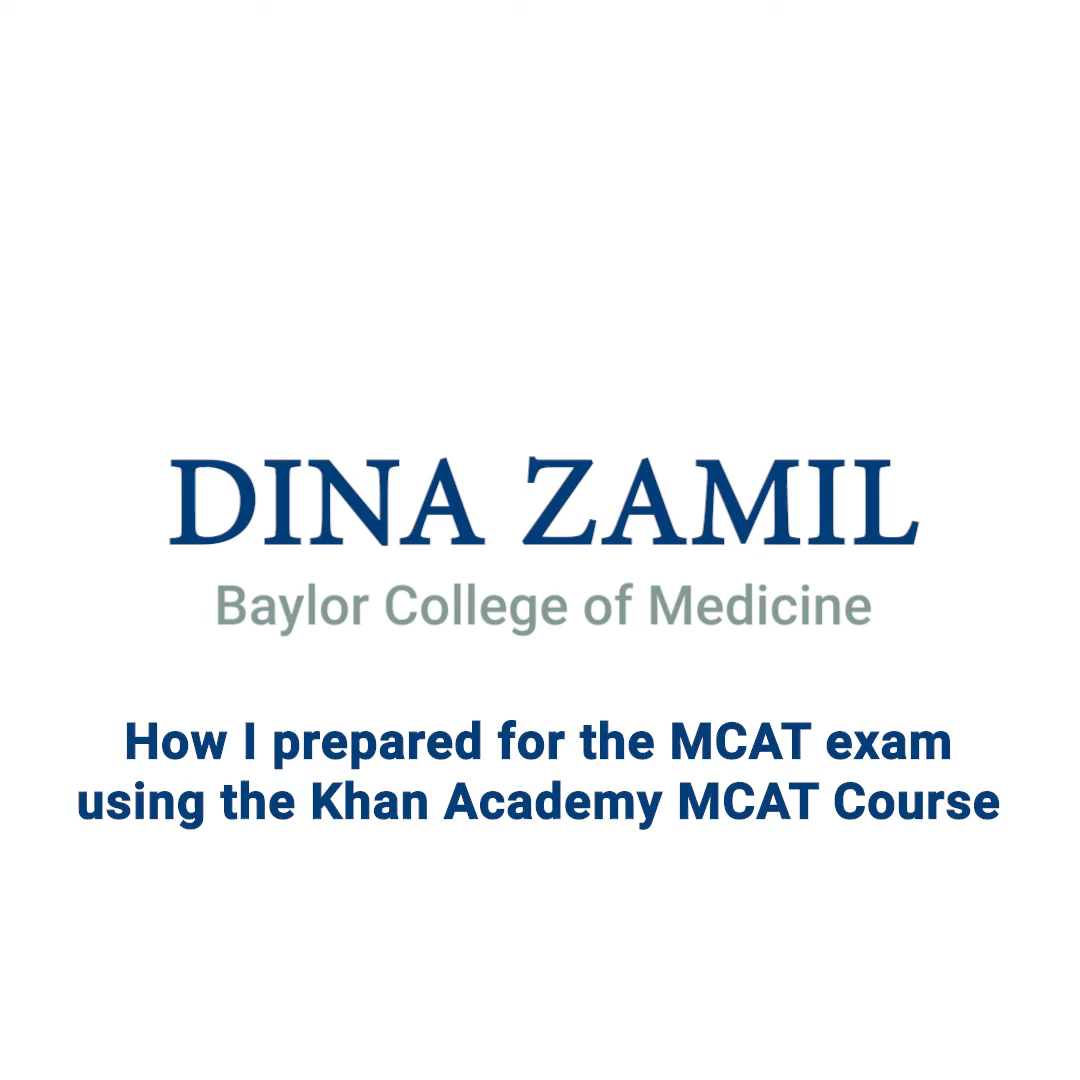 DINA ZAMIL
Baylor College of Medicine
How I prepared for the MCAT exam
using the Khan Academy MCAT Course